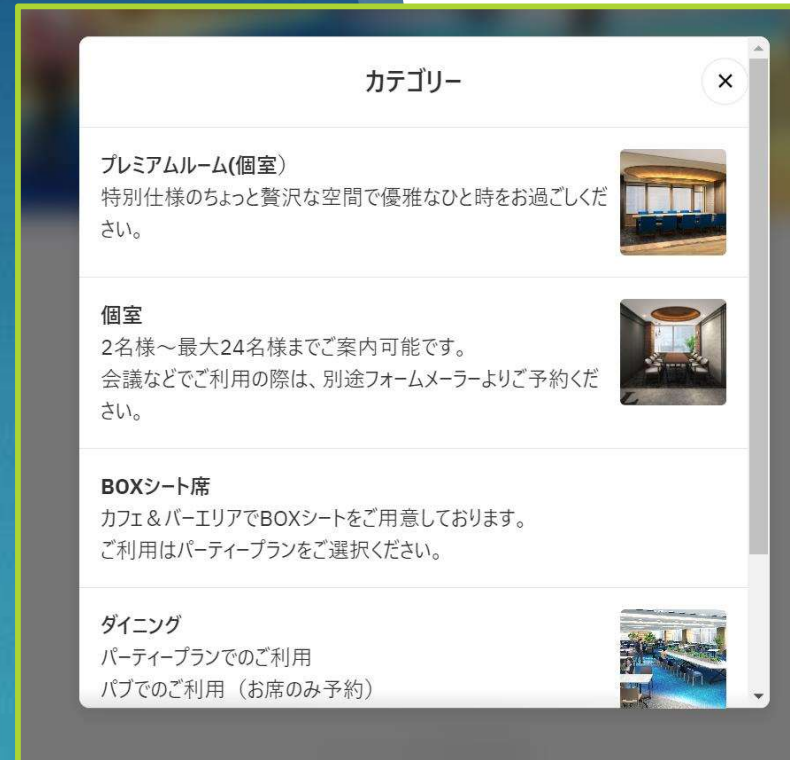 カテゴリー
×
プレミアムルーム(個室）
特別仕様のちょっと贅沢な空間で優雅なひと時をお過ごしくだ
さい。
個室
2名様～最大24名様までご案内可能です。
会議などでご利用の際は、別途フォームメーラーよりご予約くだ
さい。
BOXシート席
カフェ＆バーエリアでBOXシートをご用意しております。
ご利用はパーティープランをご選択ください。
ダイニング
パーティープランでのご利用
パブでのご利用（お席のみ予約）